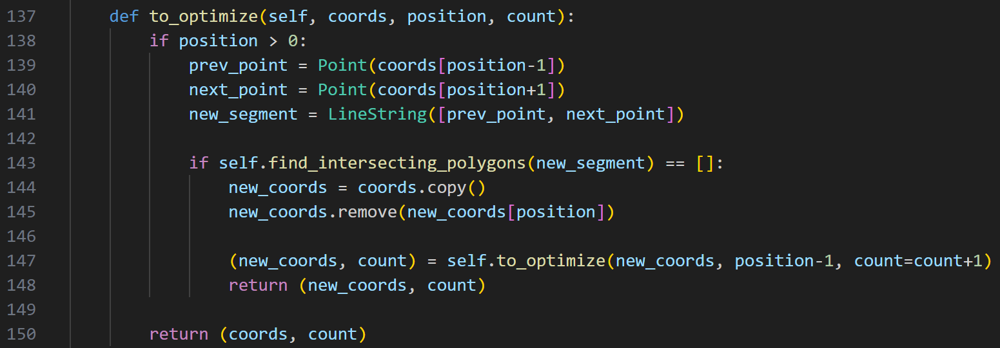 137 def to_optimize(self, coords, position, count):
138 if position > 0:
139 prev_point = Point(coords[position-1])
140 next_point = Point(coords[position+1])
141 new_segment = LineString([prev_point, next_point])
142
143 if self.find_intersecting_polygons(new_segment) == []:
144 new_coords = coords.copy()
145 new_coords.remove(new_coords[position])
146
147 (new_coords, count) = self.to_optimize(new_coords, position-1, count=count+1)
148 return (new_coords, count)
149
150 return (coords, count)